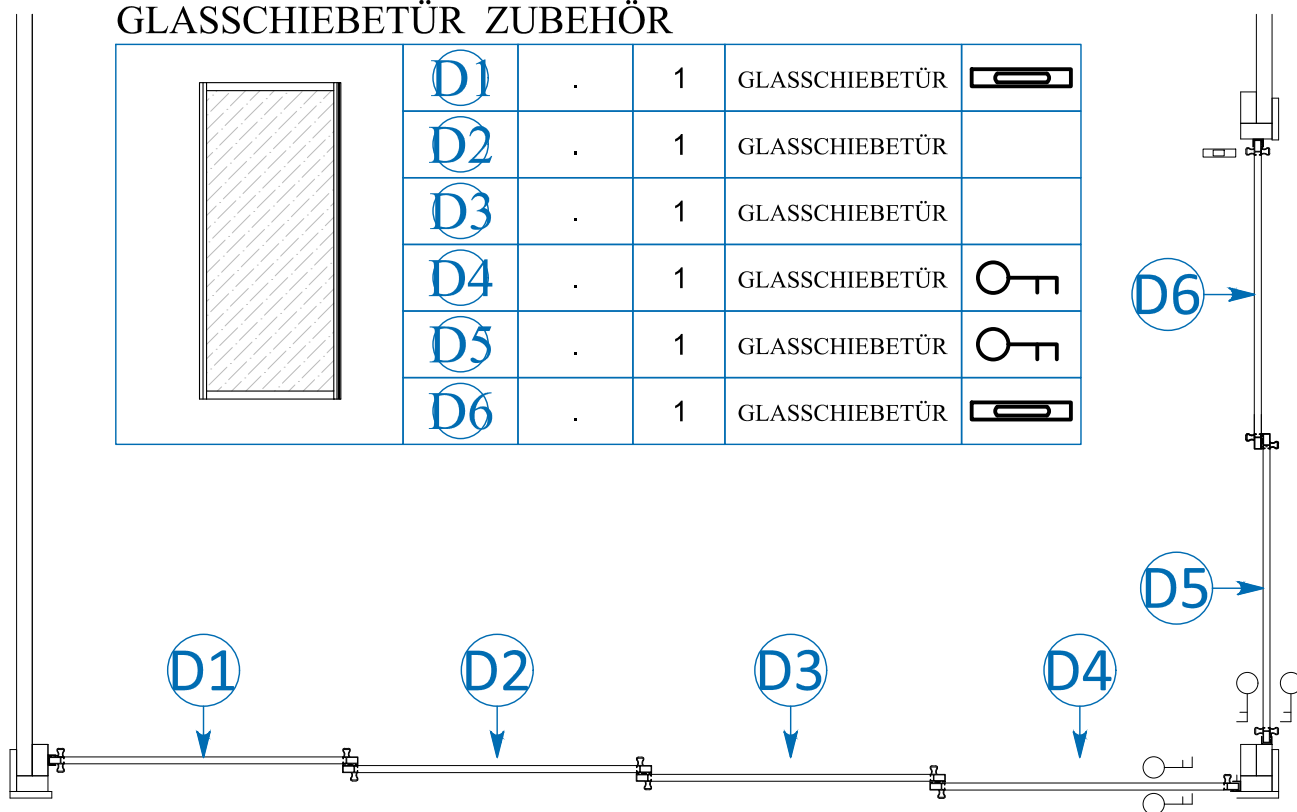 GLASSCHIEBETÜR ZUBEHÖR
D1 . 1 GLASSCHIEBETÜR
D2 . 1 GLASSCHIEBETÜR
D3 . 1 GLASSCHIEBETÜR
D4 . 1 GLASSCHIEBETÜR
D5 . 1 GLASSCHIEBETÜR
D6 . 1 GLASSCHIEBETÜR
D6
D5
D1
D2
D3
D4